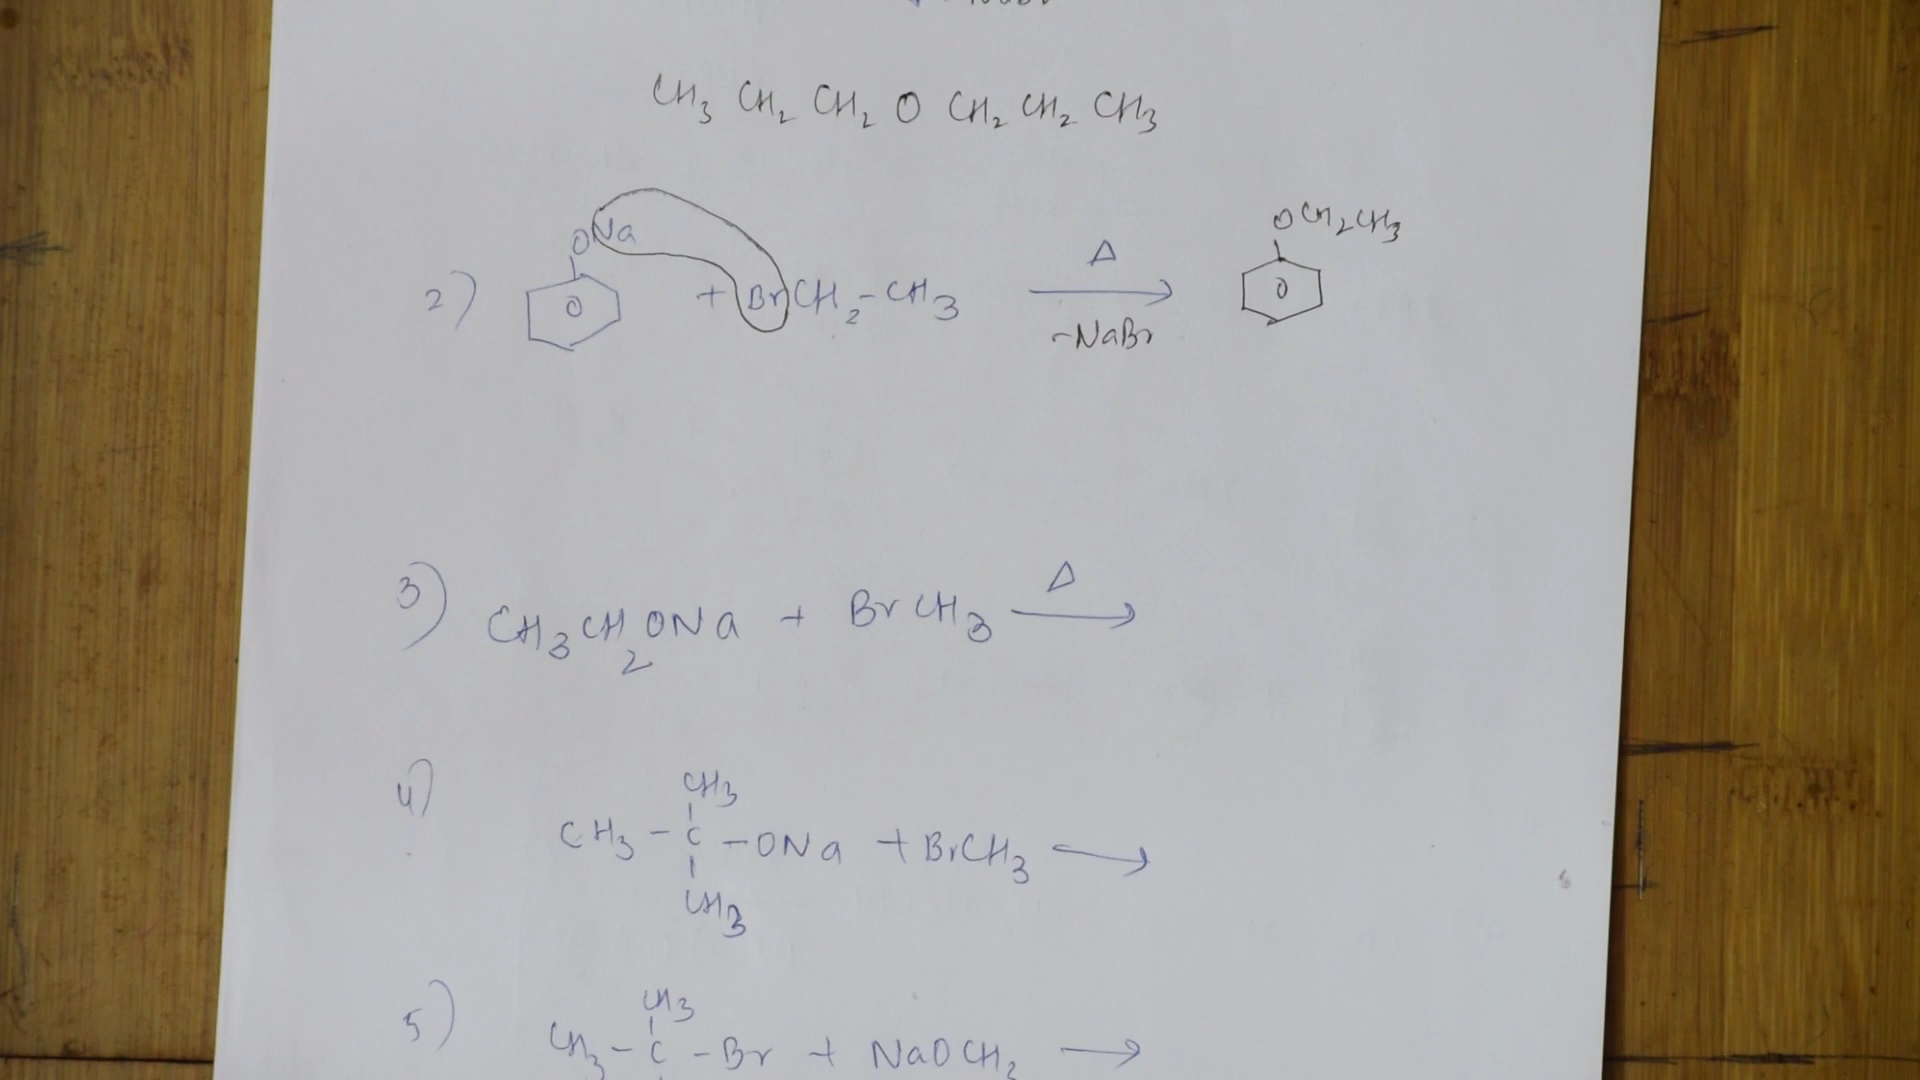 CH3 CH2 CH2 O CH2 CH2 CH3
2) ONa + BrCH2-CH3 Δ -NaBr OCH2CH3
3) CH3CH2ONa + BrCH3 Δ
CH3
4) CH3 - C - ONa + BrCH3
CH3
CH3
5) CH3 - C - Br + NaOCH2